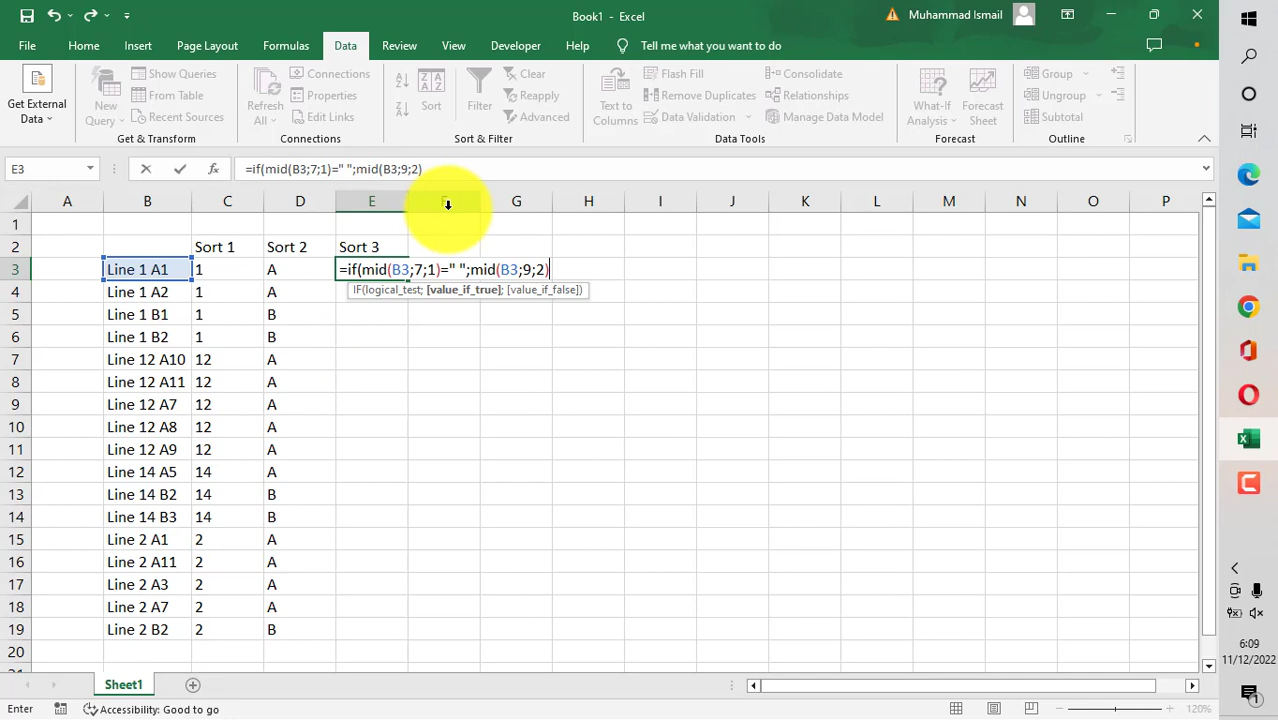 Book1 - Excel
Muhammad Ismail
File Home Insert Page Layout Formulas Data Review View Developer Help Tell me what you want to do
Get External Data
New Query
Show Queries
From Table
Recent Sources
Get & Transform
Refresh All
Connections
Properties
Edit Links
Connections
Sort
Filter
Clear
Reapply
Advanced
Sort & Filter
Text to Columns
Flash Fill
Remove Duplicates
Data Validation
Consolidate
Relationships
Manage Data Model
Data Tools
What-If Analysis
Forecast Sheet
Forecast
Group
Ungroup
Subtotal
Outline
E3 fx =if(mid(B3;7;1)=" ";mid(B3;9;2)
A B C D E F G H I J K L M N O P
1
2 Sort 1 Sort 2 Sort 3
3 Line 1 A1 1 A =if(mid(B3;7;1)=" ";mid(B3;9;2)
IF(logical_test; [value_if_true]; [value_if_false])
4 Line 1 A2 1 A
5 Line 1 B1 1 B
6 Line 1 B2 1 B
7 Line 12 A10 12 A
8 Line 12 A11 12 A
9 Line 12 A7 12 A
10 Line 12 A8 12 A
11 Line 12 A9 12 A
12 Line 14 A5 14 A
13 Line 14 B2 14 B
14 Line 14 B3 14 B
15 Line 2 A1 2 A
16 Line 2 A11 2 A
17 Line 2 A3 2 A
18 Line 2 A7 2 A
19 Line 2 B2 2 B
20
Sheet1
Enter Accessibility: Good to go 120%
6:09
11/12/2022
1